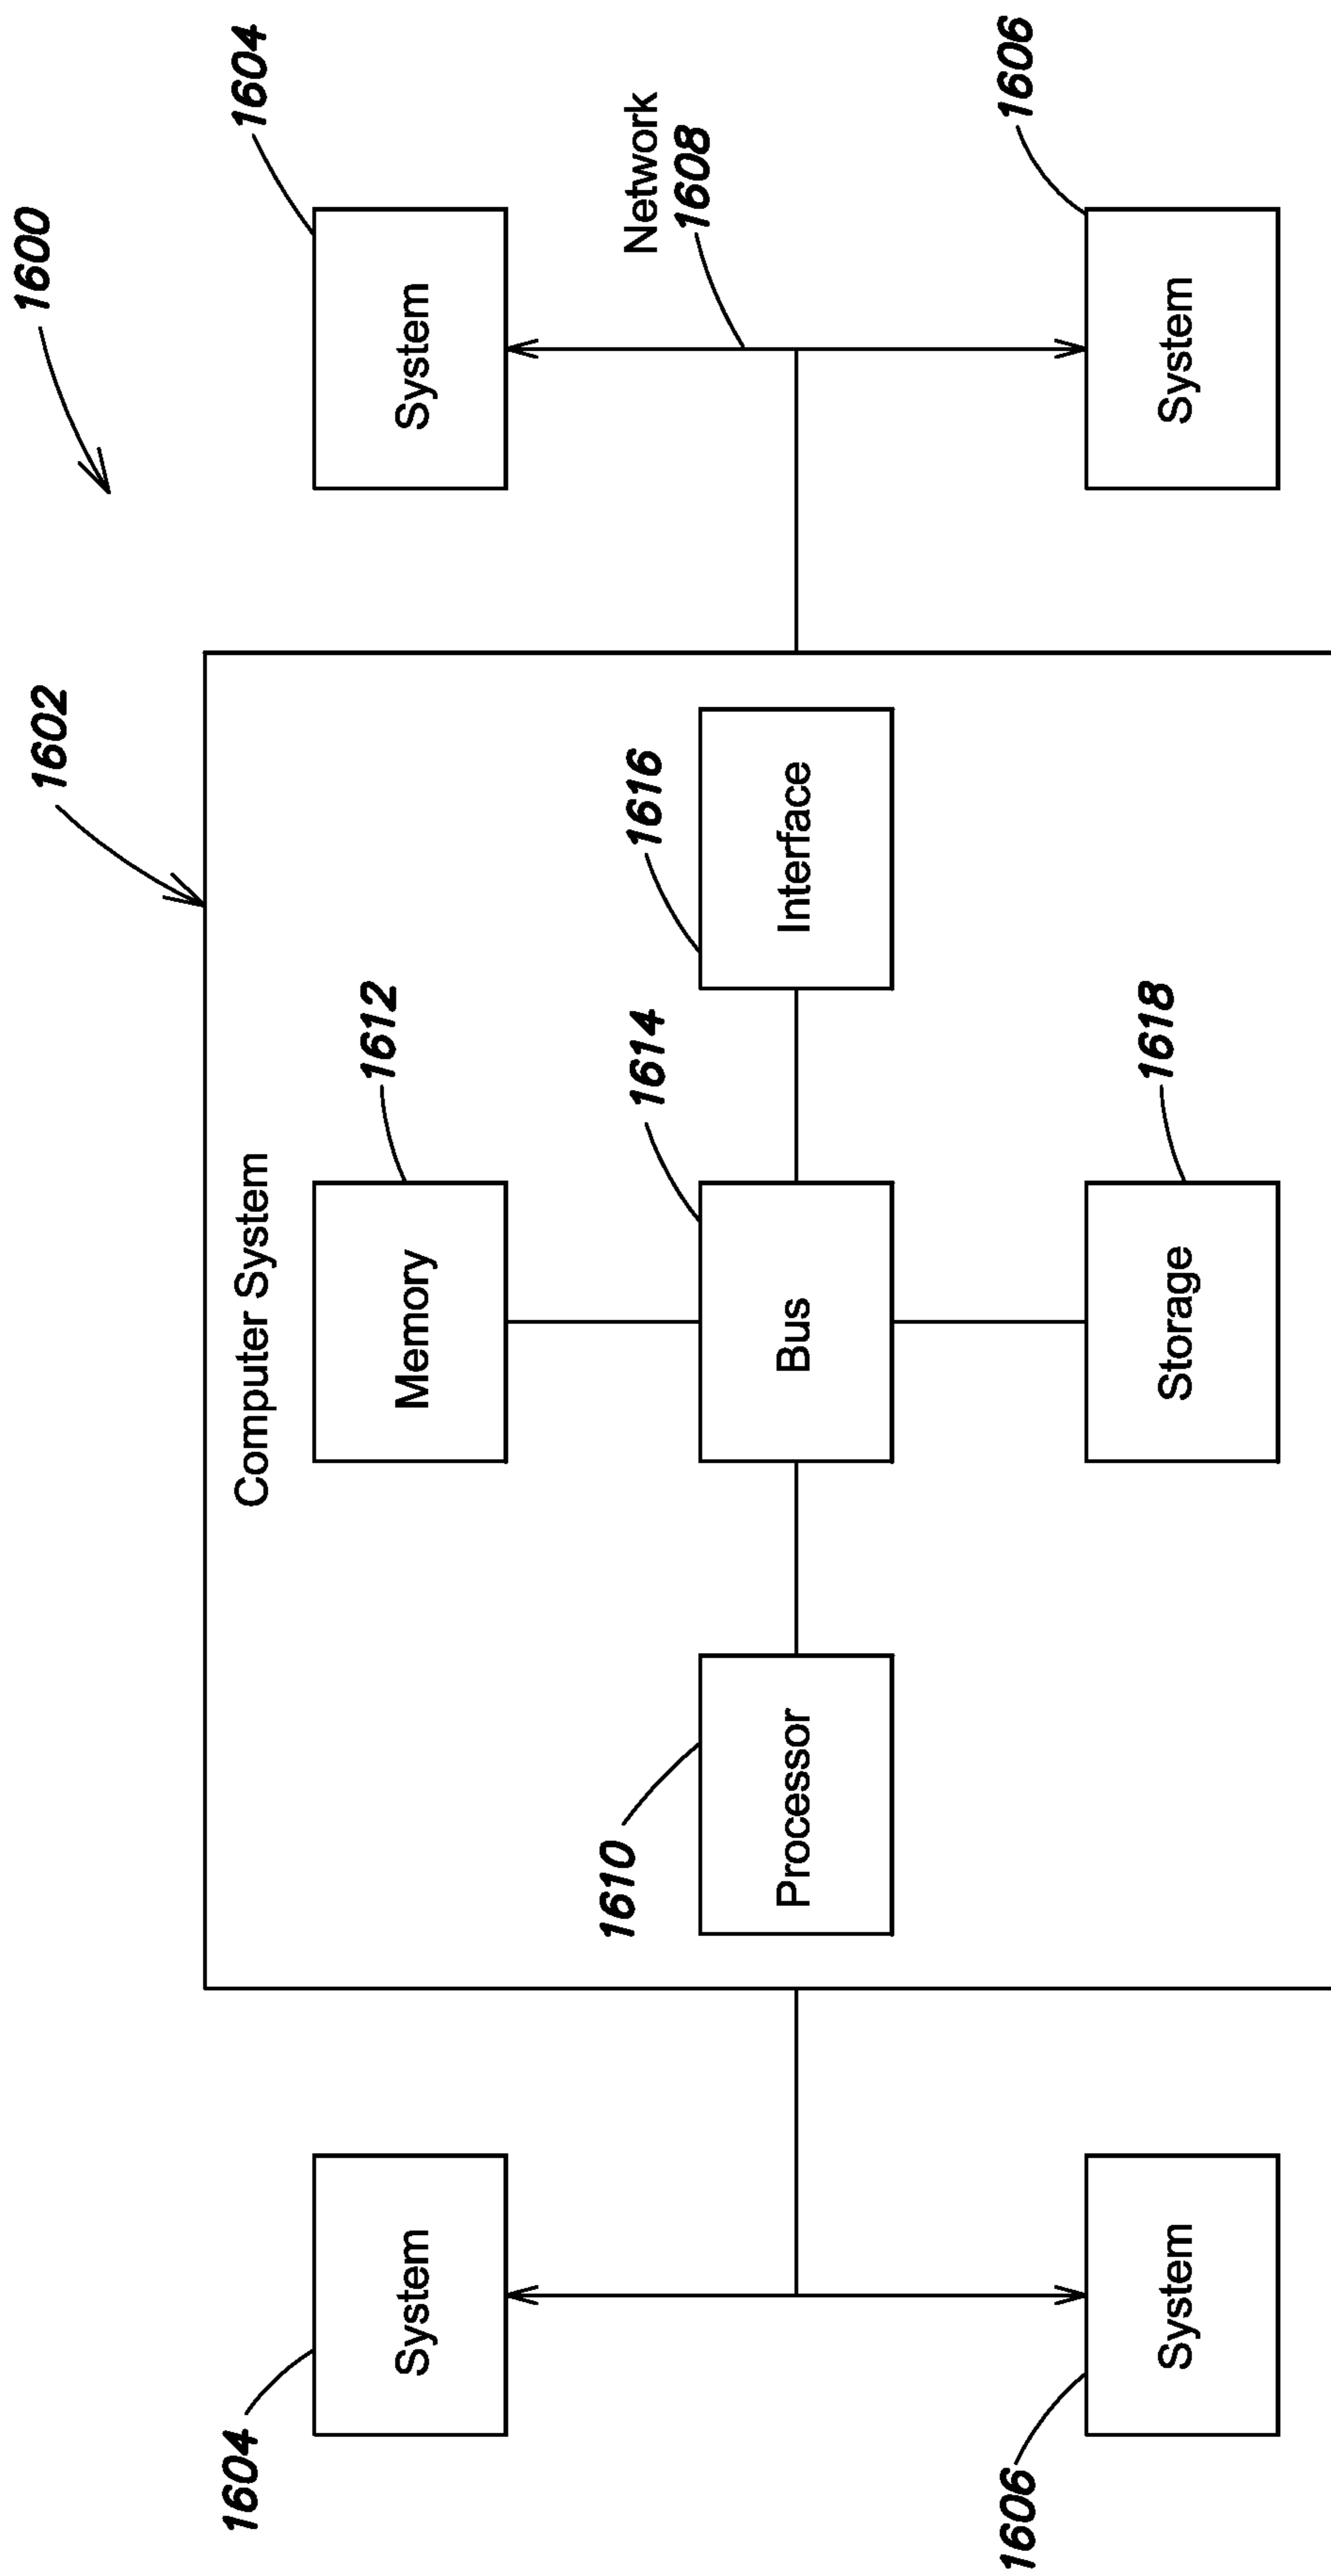 1600
1602
Computer System
1604
System
1612
Memory
1604
System
Network
1608
1610
Processor
1614
Bus
1616
Interface
1606
System
1618
Storage
1606
System